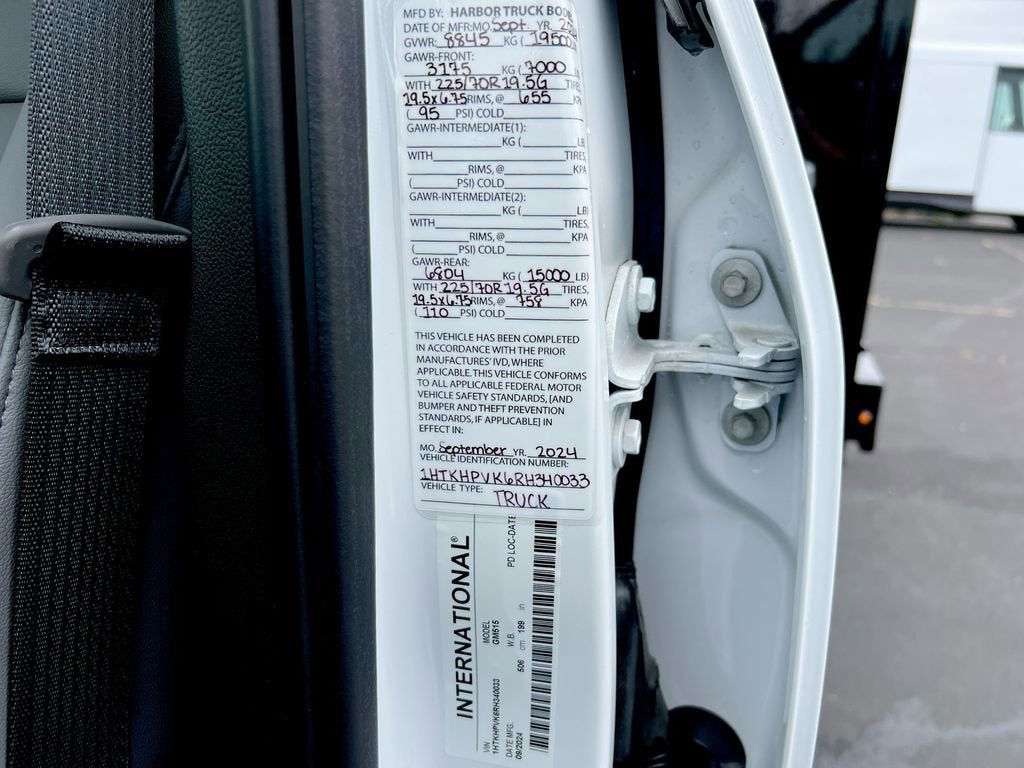 MFD BY: HARBOR TRUCK BOD
DATE OF MFR: MO. Sept. YR. 2024
GVWR: 8845 KG ( 19500
GAWR-FRONT:
3175 KG ( 7000
WITH 225/70R19.5G TIRES
19.5x6.75 RIMS, @ 655 KPA
( 95 PSI) COLD
GAWR-INTERMEDIATE(1):
KG ( LB
WITH TIRES,
RIMS, @ KPA
( PSI) COLD
GAWR-INTERMEDIATE(2):
KG ( LB)
WITH TIRES,
RIMS, @ KPA
( PSI) COLD
GAWR-REAR:
6804 KG ( 15000 LB)
WITH 225/70R19.5G TIRES,
19.5x6.75 RIMS, @ 758 KPA
( 110 PSI) COLD
THIS VEHICLE HAS BEEN COMPLETED
IN ACCORDANCE WITH THE PRIOR
MANUFACTURES' IVD, WHERE
APPLICABLE. THIS VEHICLE CONFORMS
TO ALL APPLICABLE FEDERAL MOTOR
VEHICLE SAFETY STANDARDS, [AND
BUMPER AND THEFT PREVENTION
STANDARDS, IF APPLICABLE] IN
EFFECT IN:
MO. September YR. 2024
VEHICLE IDENTIFICATION NUMBER:
1HTKHPVK6RH340033
VEHICLE TYPE: TRUCK
INTERNATIONAL®
VIN
1HTKHPVK6RH340033
MODEL
GM515
DATE MFG.
09/2024
W.B.
506 cm 199 in
PD LOC-DATE